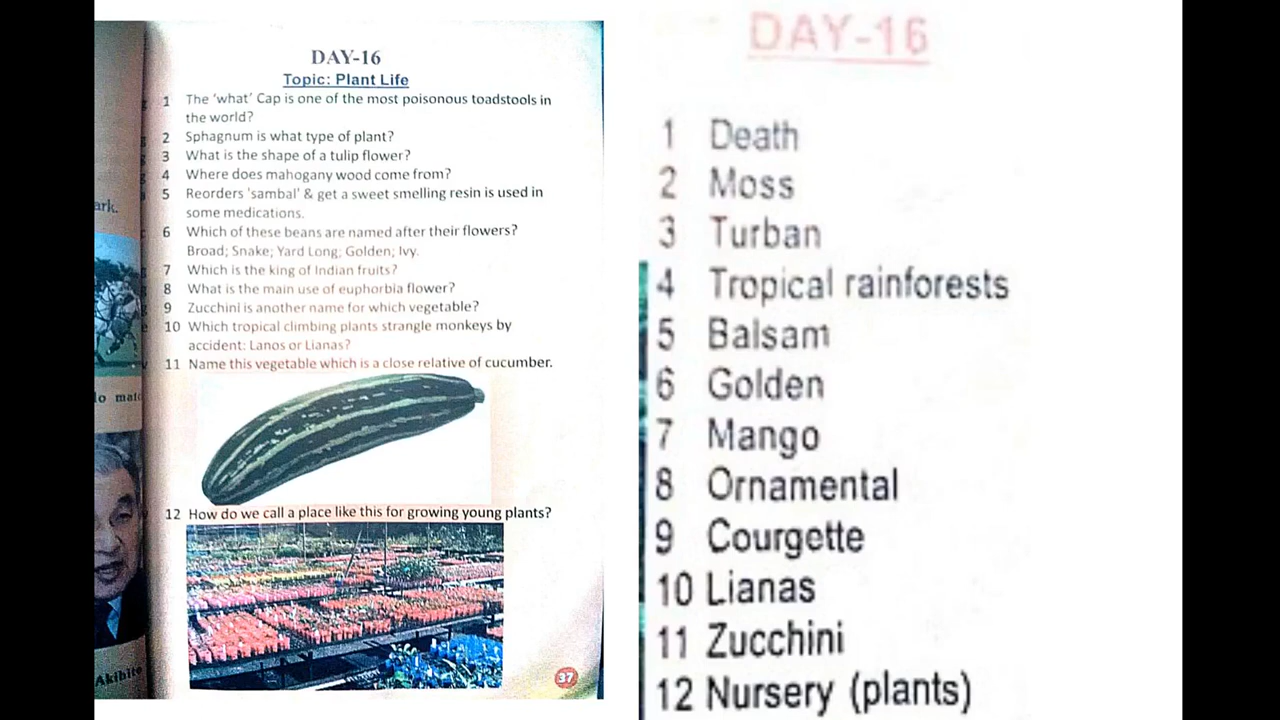 ark.
lo mate
Akibite
DAY-16
Topic: Plant Life
1 The 'what' Cap is one of the most poisonous toadstools in
the world?
2 Sphagnum is what type of plant?
3 What is the shape of a tulip flower?
4 Where does mahogany wood come from?
5 Reorders 'sambal' & get a sweet smelling resin is used in
some medications.
6 Which of these beans are named after their flowers?
Broad; Snake; Yard Long; Golden; Ivy.
7 Which is the king of Indian fruits?
8 What is the main use of euphorbia flower?
9 Zucchini is another name for which vegetable?
10 Which tropical climbing plants strangle monkeys by
accident: Lanos or Lianas?
11 Name this vegetable which is a close relative of cucumber.
12 How do we call a place like this for growing young plants?
37
DAY-16
1 Death
2 Moss
3 Turban
4 Tropical rainforests
5 Balsam
6 Golden
7 Mango
8 Ornamental
9 Courgette
10 Lianas
11 Zucchini
12 Nursery (plants)